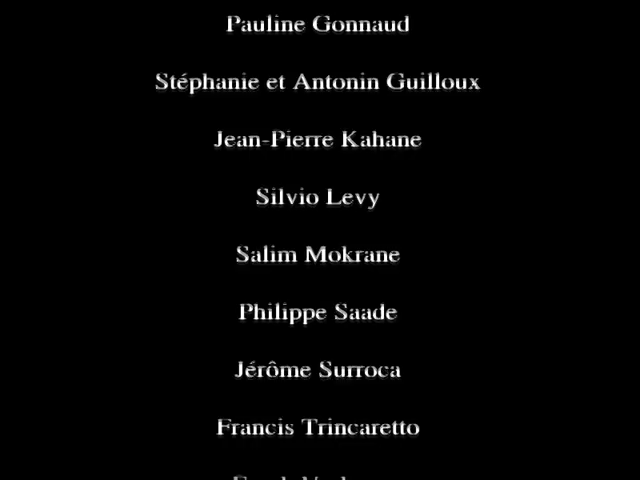 Pauline Gonnaud
Stéphanie et Antonin Guilloux
Jean-Pierre Kahane
Silvio Levy
Salim Mokrane
Philippe Saade
Jérôme Surroca
Francis Trincaretto